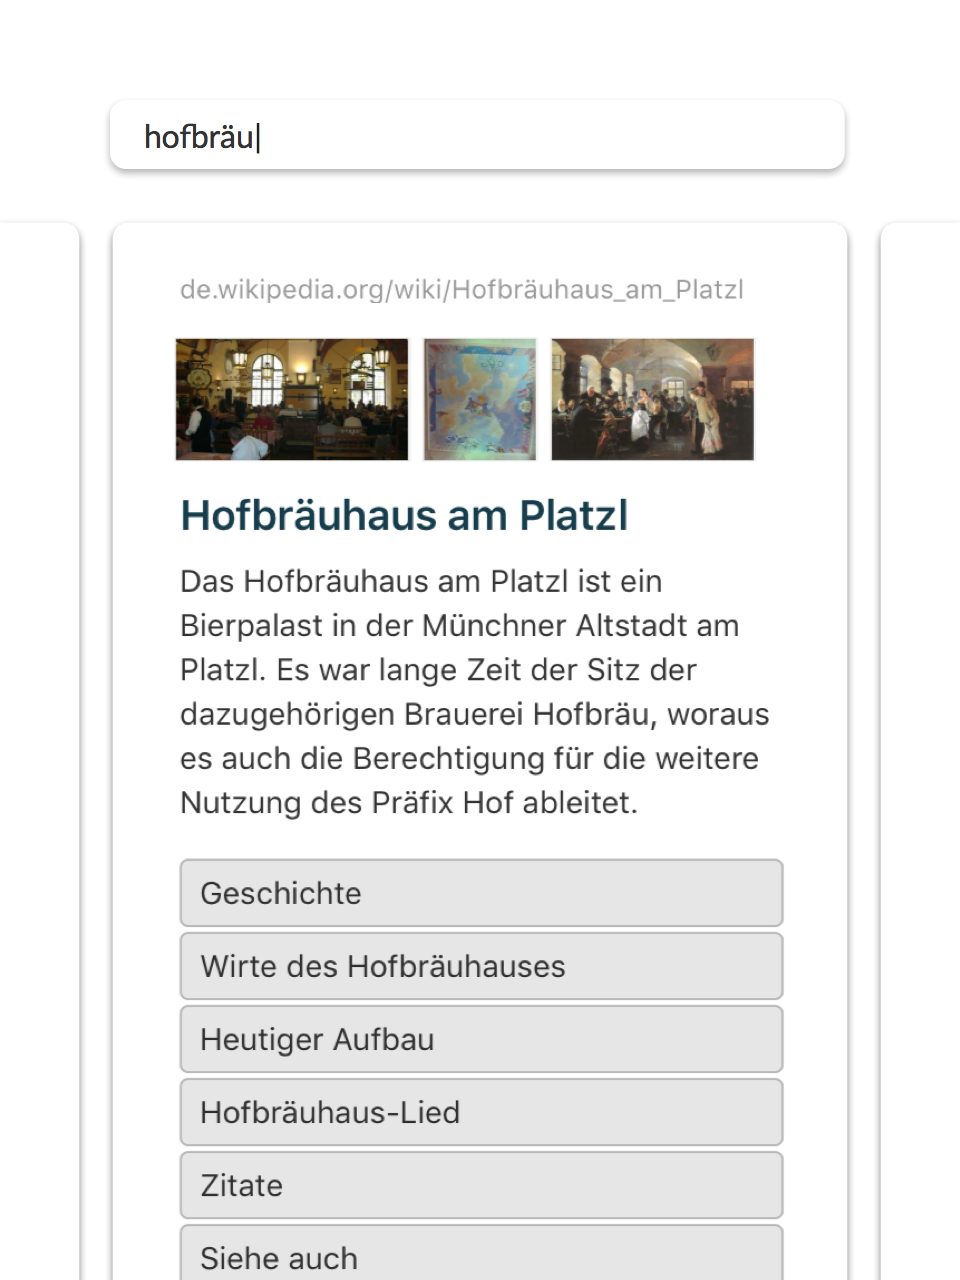 hofbräu
de.wikipedia.org/wiki/Hofbräuhaus_am_Platzl
Hofbräuhaus am Platzl
Das Hofbräuhaus am Platzl ist ein
Bierpalast in der Münchner Altstadt am
Platzl. Es war lange Zeit der Sitz der
dazugehörigen Brauerei Hofbräu, woraus
es auch die Berechtigung für die weitere
Nutzung des Präfix Hof ableitet.
Geschichte
Wirte des Hofbräuhauses
Heutiger Aufbau
Hofbräuhaus-Lied
Zitate
Siehe auch